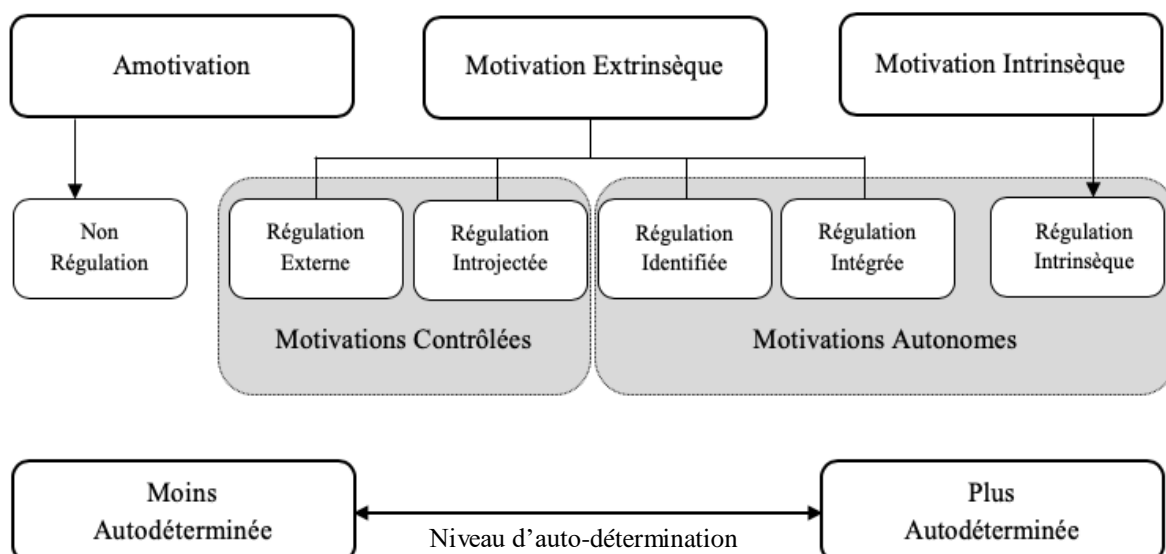 Amotivation
Motivation Extrinsèque
Motivation Intrinsèque
Non
Régulation
Régulation
Externe
Régulation
Introjectée
Régulation
Identifiée
Régulation
Intégrée
Régulation
Intrinsèque
Motivations Contrôlées
Motivations Autonomes
Moins
Autodéterminée
Niveau d'auto-détermination
Plus
Autodéterminée